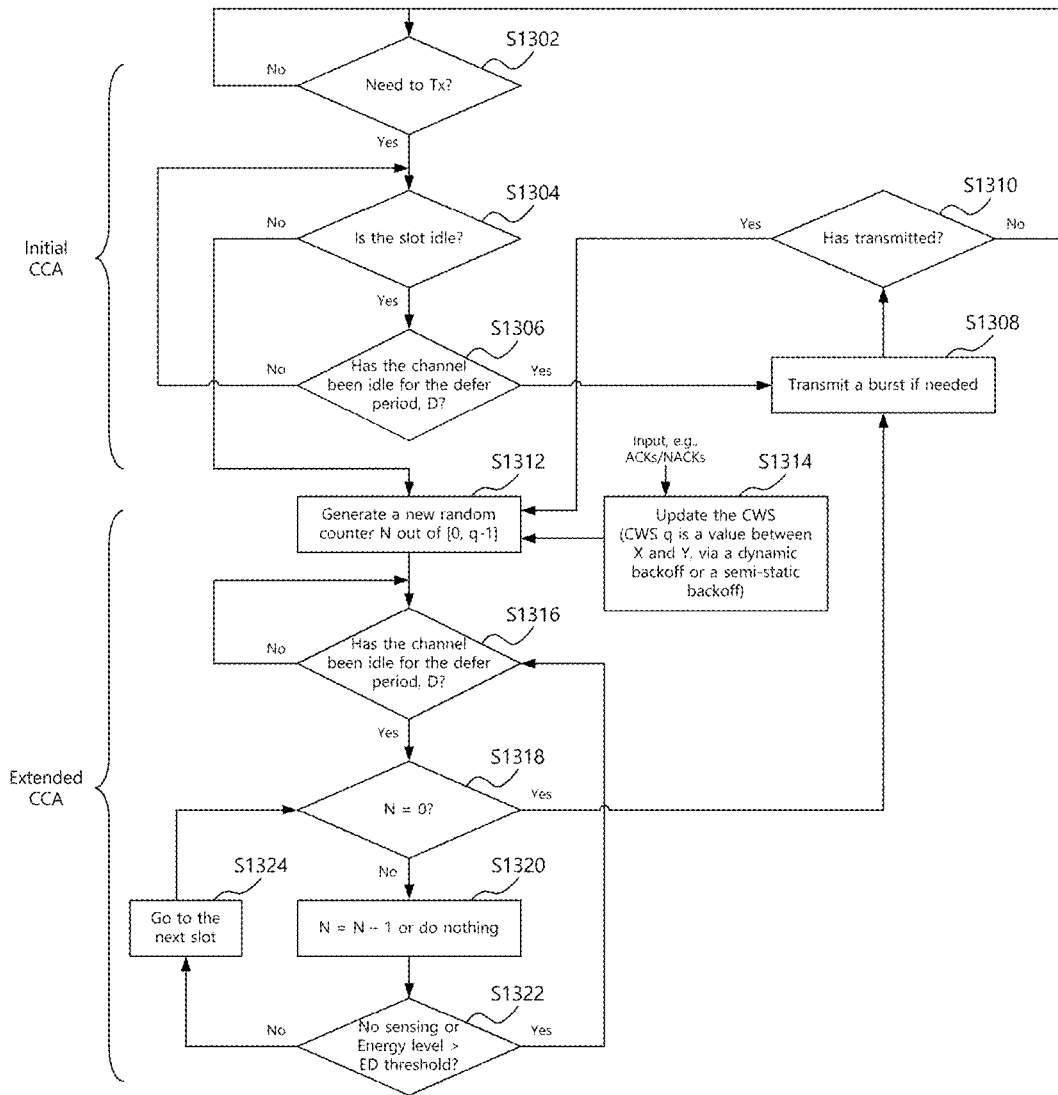 S1302
No
Need to Tx?
Yes
S1304
No
Is the slot idle?
Yes
S1310
Yes
Has transmitted?
No
Initial
CCA
S1306
Has the channel
been idle for the defer
period, D?
No
Yes
S1308
Transmit a burst if needed
S1312
Generate a new random
counter N out of [0, q-1]
Input, e.g.,
ACKs/NACKs
S1314
Update the CWS
(CWS q is a value between
X and Y, via a dynamic
backoff or a semi-static
backoff)
S1316
Has the channel
been idle for the defer
period, D?
No
Yes
Extended
CCA
S1318
N = 0?
Yes
No
S1324
Go to the
next slot
S1320
N = N - 1 or do nothing
S1322
No
No sensing or
Energy level >
ED threshold?
Yes